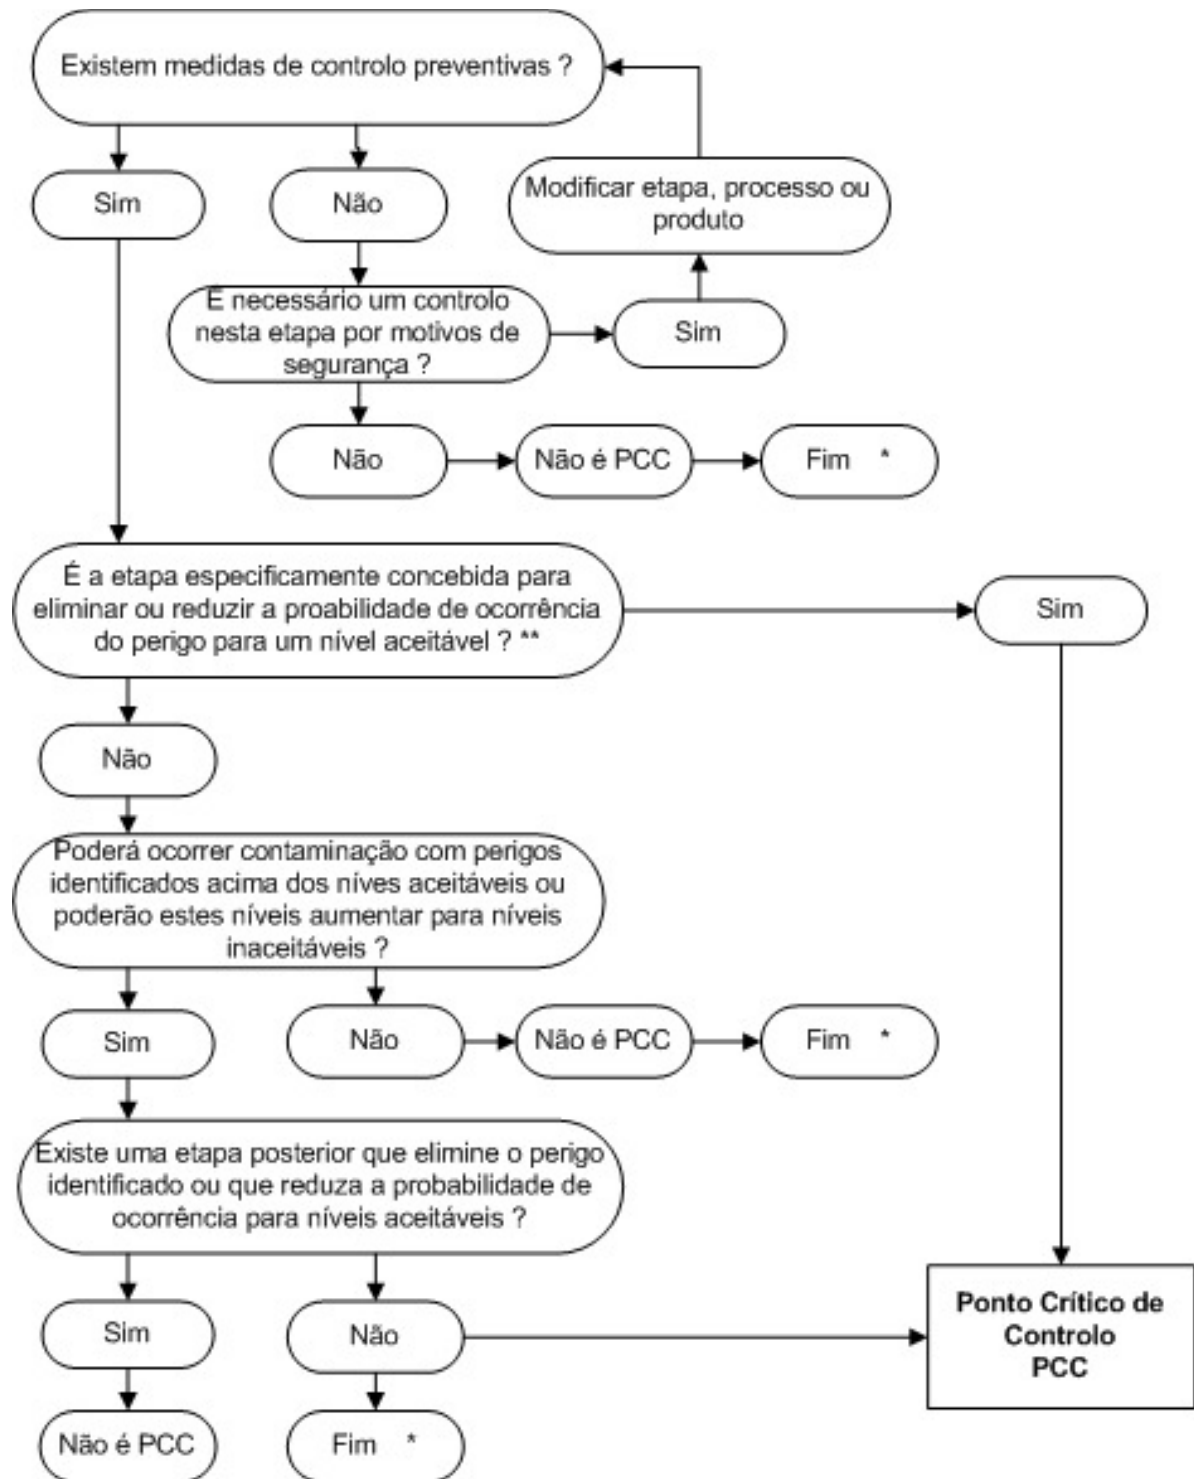 Existem medidas de controlo preventivas ?
Sim
Não
Modificar etapa, processo ou
produto
É necessário um controlo
nesta etapa por motivos de
segurança ?
Sim
Não
Não é PCC
Fim *
É a etapa especificamente concebida para
eliminar ou reduzir a proabilidade de ocorrência
do perigo para um nível aceitável ? **
Sim
Não
Poderá ocorrer contaminação com perigos
identificados acima dos níves aceitáveis ou
poderão estes níveis aumentar para níveis
inaceitáveis ?
Sim
Não
Não é PCC
Fim *
Existe uma etapa posterior que elimine o perigo
identificado ou que reduza a probabilidade de
ocorrência para níveis aceitáveis ?
Sim
Não
Ponto Crítico de
Controlo
PCC
Não é PCC
Fim *